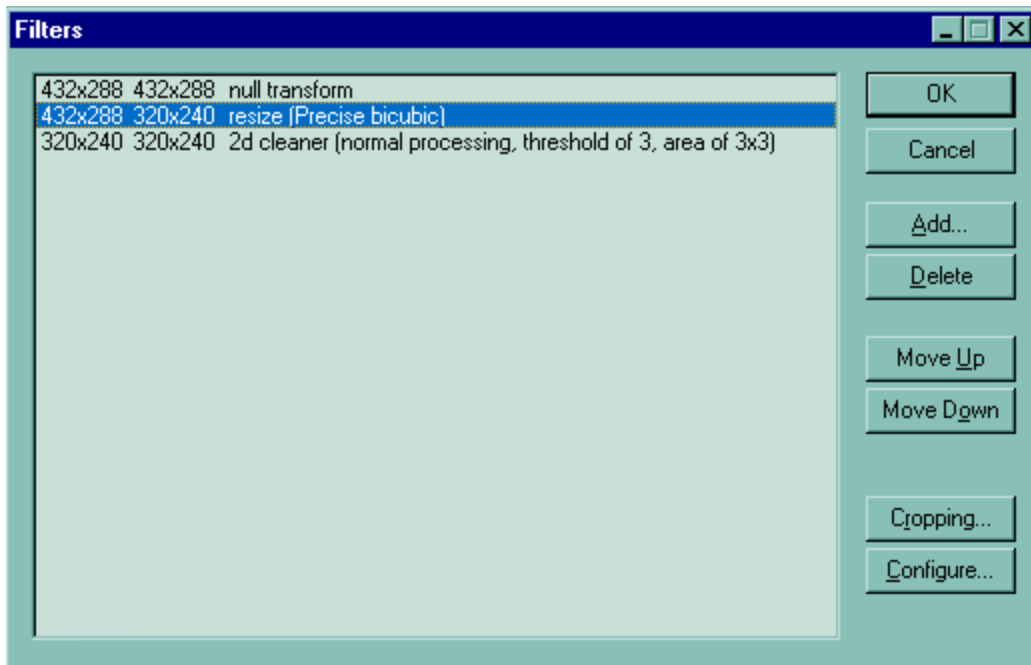 Filters
432x288 432x288 null transform
432x288 320x240 resize (Precise bicubic)
320x240 320x240 2d cleaner (normal processing, threshold of 3, area of 3x3)
OK
Cancel
Add...
Delete
Move Up
Move Down
Cropping...
Configure...